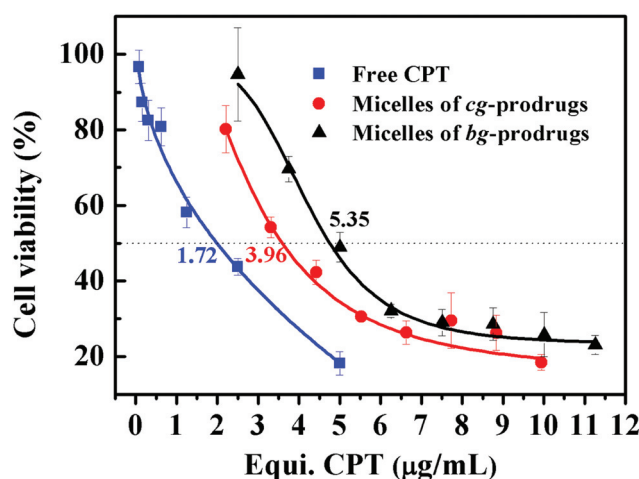 Cell viability (%)
100
80
60
40
20
Free CPT
Micelles of cg-prodrugs
Micelles of bg-prodrugs
5.35
1.72
3.96
0 1 2 3 4 5 6 7 8 9 10 11 12
Equi. CPT (μg/mL)